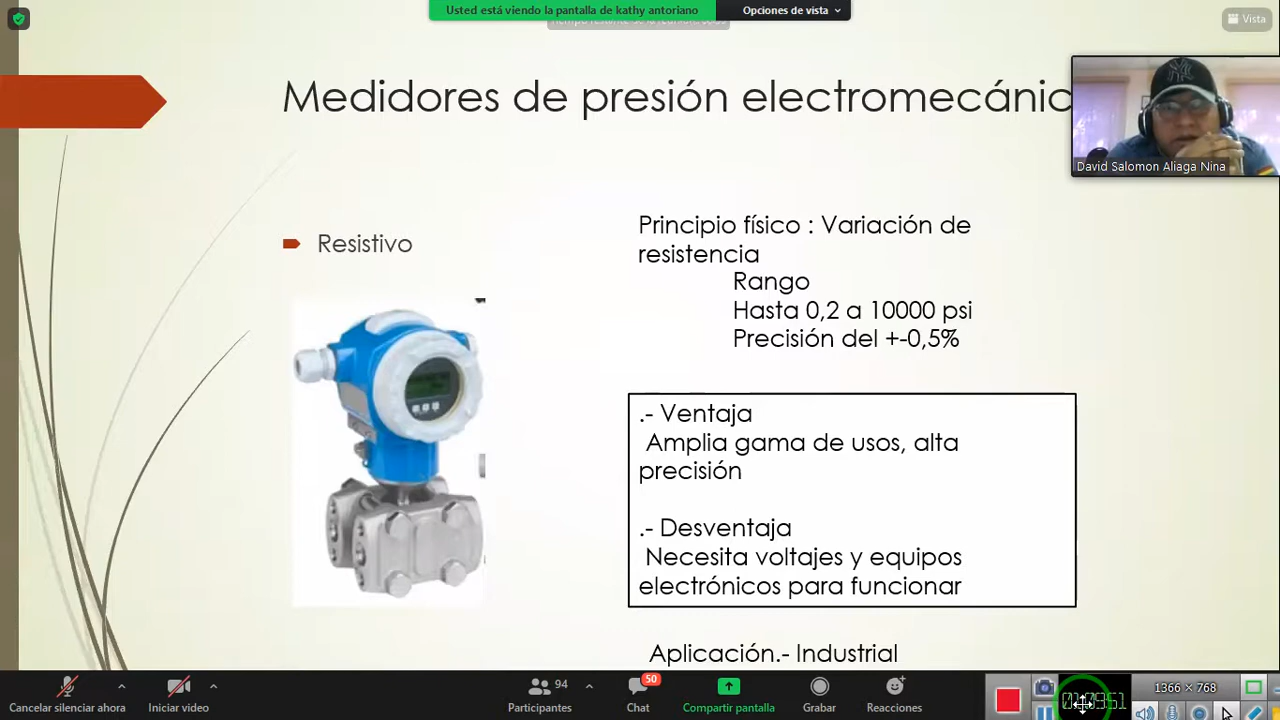 Usted está viendo la pantalla de kathy antoriano
Opciones de vista
Vista
Medidores de presión electromecánic
David Salomon Aliaga Nina
Resistivo
Principio físico : Variación de
resistencia
Rango
Hasta 0,2 a 10000 psi
Precisión del +-0,5%
.- Ventaja
Amplia gama de usos, alta
precisión
.- Desventaja
Necesita voltajes y equipos
electrónicos para funcionar
Aplicación.- Industrial
Cancelar silenciar ahora
Iniciar video
94
Participantes
50
Chat
Compartir pantalla
Grabar
Reacciones
1366 × 768